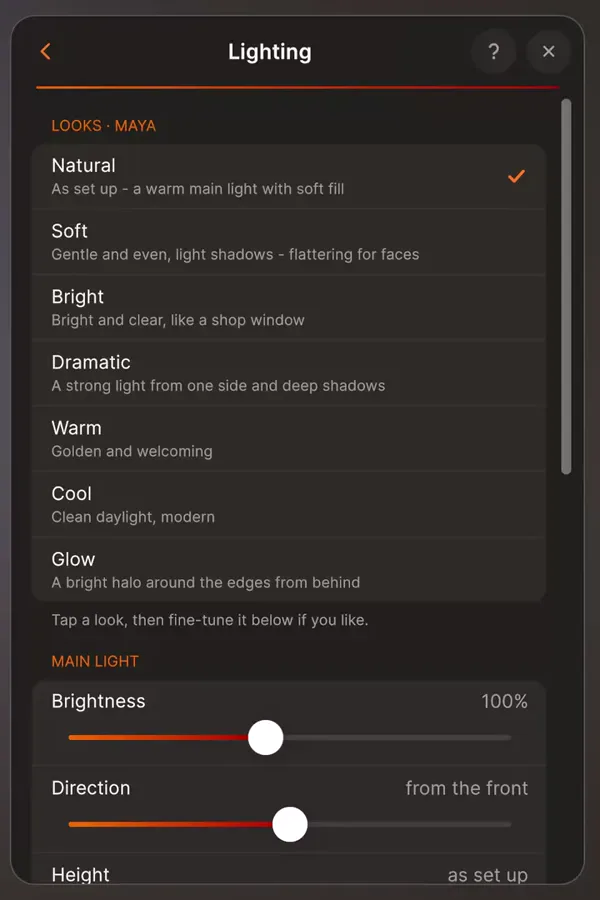 Lighting
?
LOOKS · MAYA
Natural
As set up - a warm main light with soft fill
Soft
Gentle and even, light shadows - flattering for faces
Bright
Bright and clear, like a shop window
Dramatic
A strong light from one side and deep shadows
Warm
Golden and welcoming
Cool
Clean daylight, modern
Glow
A bright halo around the edges from behind
Tap a look, then fine-tune it below if you like.
MAIN LIGHT
Brightness 100%
Direction from the front
Height as set up